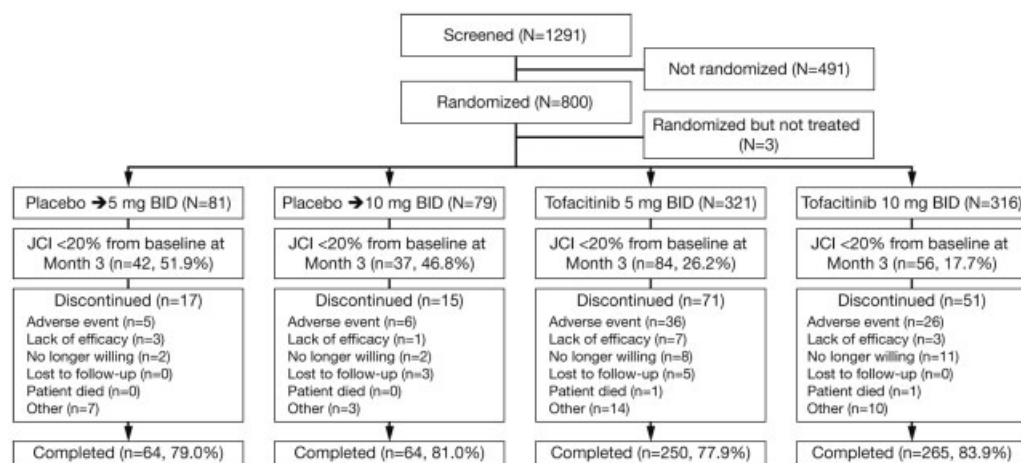 Screened (N=1291)
Not randomized (N=491)
Randomized (N=800)
Randomized but not treated
(N=3)
Placebo ➔5 mg BID (N=81)
JCI <20% from baseline at
Month 3 (n=42, 51.9%)
Discontinued (n=17)
Adverse event (n=5)
Lack of efficacy (n=3)
No longer willing (n=2)
Lost to follow-up (n=0)
Patient died (n=0)
Other (n=7)
Completed (n=64, 79.0%)
Placebo ➔10 mg BID (N=79)
JCI <20% from baseline at
Month 3 (n=37, 46.8%)
Discontinued (n=15)
Adverse event (n=6)
Lack of efficacy (n=1)
No longer willing (n=2)
Lost to follow-up (n=3)
Patient died (n=0)
Other (n=3)
Completed (n=64, 81.0%)
Tofacitinib 5 mg BID (N=321)
JCI <20% from baseline at
Month 3 (n=84, 26.2%)
Discontinued (n=71)
Adverse event (n=36)
Lack of efficacy (n=7)
No longer willing (n=8)
Lost to follow-up (n=5)
Patient died (n=1)
Other (n=14)
Completed (n=250, 77.9%)
Tofacitinib 10 mg BID (N=316)
JCI <20% from baseline at
Month 3 (n=56, 17.7%)
Discontinued (n=51)
Adverse event (n=26)
Lack of efficacy (n=3)
No longer willing (n=11)
Lost to follow-up (n=0)
Patient died (n=1)
Other (n=10)
Completed (n=265, 83.9%)